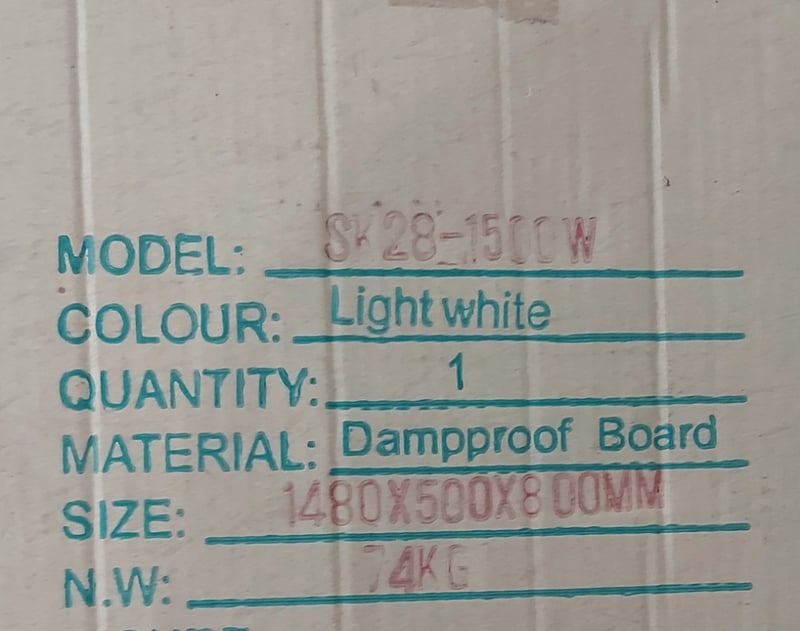 MODEL: SK28-1500W
COLOUR: Light white
QUANTITY: 1
MATERIAL: Dampproof Board
SIZE: 1480X500X800MM
N.W: 74KG